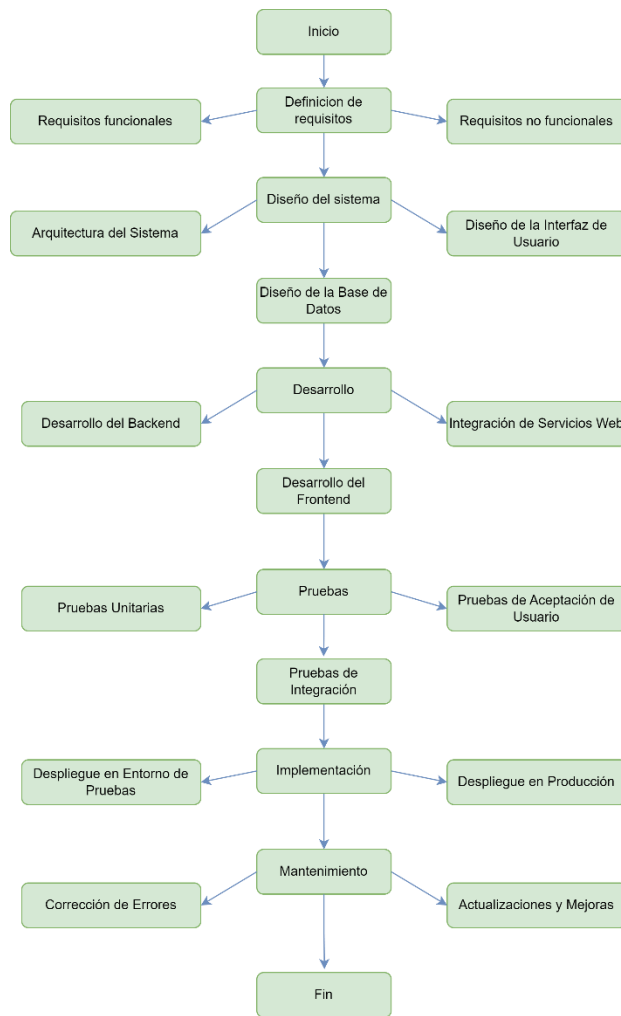 Inicio
Definicion de
requisitos
Requisitos funcionales
Requisitos no funcionales
Diseño del sistema
Arquitectura del Sistema
Diseño de la Interfaz de
Usuario
Diseño de la Base de
Datos
Desarrollo
Desarrollo del Backend
Integración de Servicios Web
Desarrollo del
Frontend
Pruebas
Pruebas Unitarias
Pruebas de Aceptación de
Usuario
Pruebas de
Integración
Despliegue en Entorno de
Pruebas
Implementación
Despliegue en Producción
Mantenimiento
Corrección de Errores
Actualizaciones y Mejoras
Fin